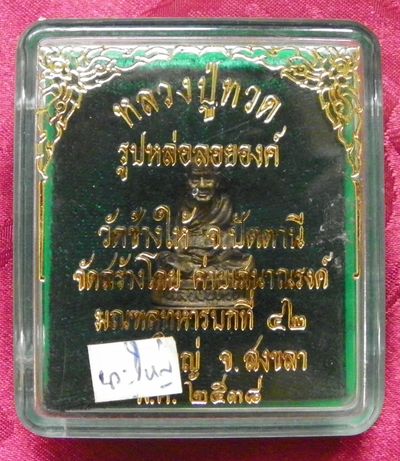 หลวงปู่ทวด
รูปหล่อลอยองค์
วัดช้างให้ จ.ปัตตานี
จัดสร้างโดย ค่ายเสนาณรงค์
มณฑลทหารบกที่ ๔๒
ใหญ่ จ.สงขลา
พ.ศ. ๒๕๓๘